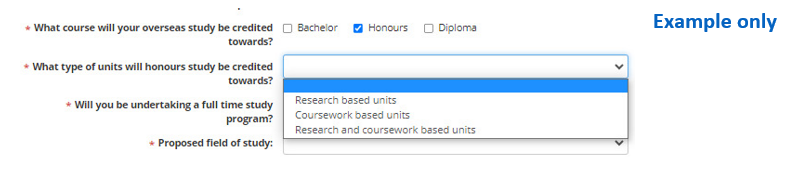 Example only
* What course will your overseas study be credited
towards?
Bachelor Honours Diploma
* What type of units will honours study be credited
towards?
Research based units
Coursework based units
Research and coursework based units
* Will you be undertaking a full time study
program?
* Proposed field of study: